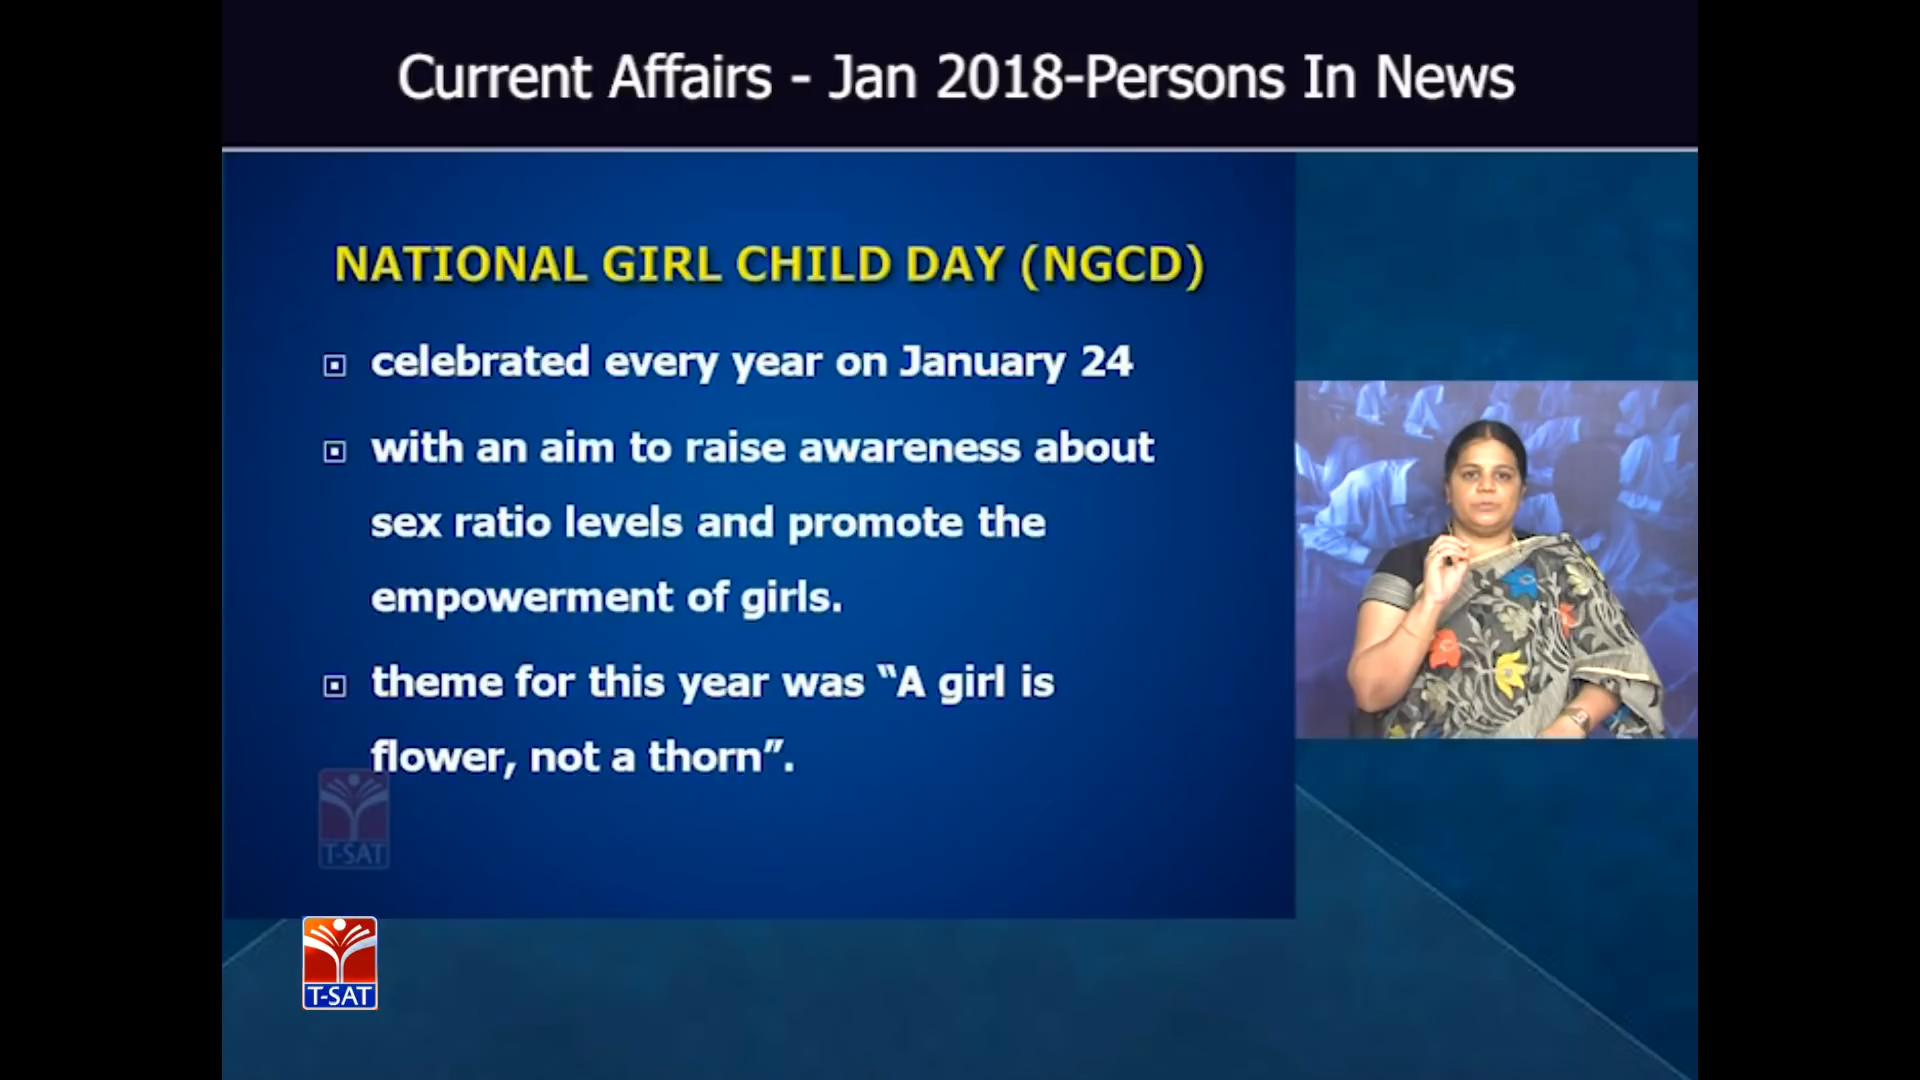 Current Affairs - Jan 2018-Persons In News
NATIONAL GIRL CHILD DAY (NGCD)
celebrated every year on January 24
with an aim to raise awareness about
sex ratio levels and promote the
empowerment of girls.
theme for this year was “A girl is
flower, not a thorn”.
T-SAT
T-SAT